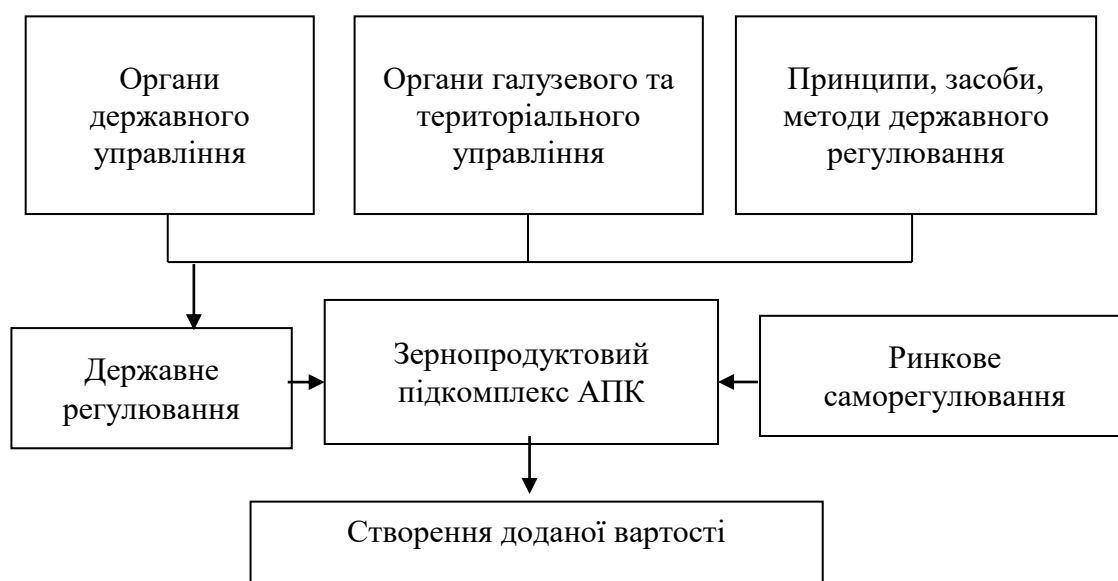 Органи
державного
управління
Органи галузевого та
територіального
управління
Принципи, засоби,
методи державного
регулювання
Державне
регулювання
Зернопродуктовий
підкомплекс АПК
Ринкове
саморегулювання
Створення доданої вартості